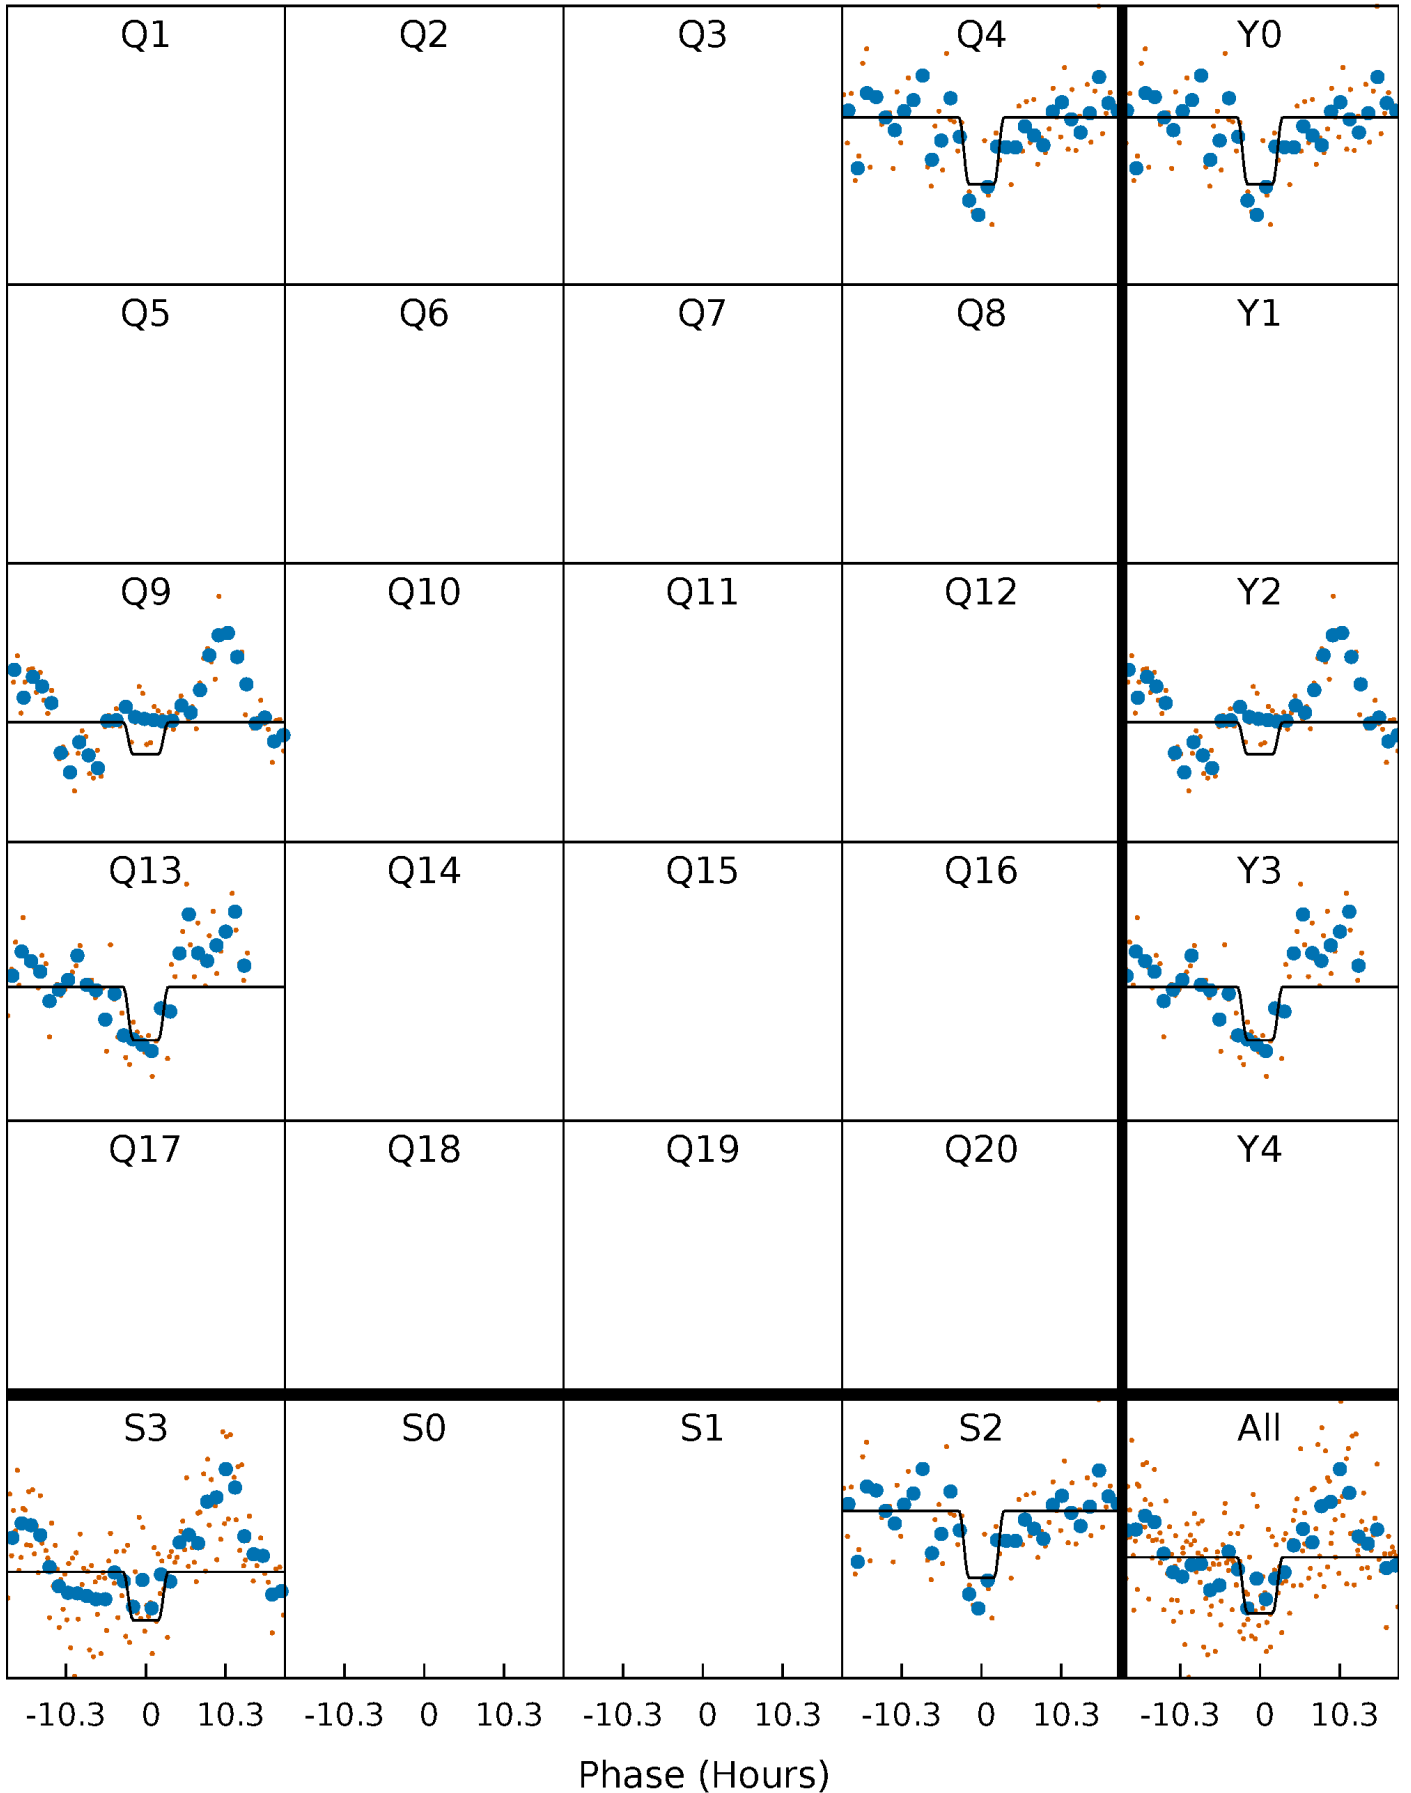 Q1 Q2 Q3 Q4 Y0
Q5 Q6 Q7 Q8 Y1
Q9 Q10 Q11 Q12 Y2
Q13 Q14 Q15 Q16 Y3
Q17 Q18 Q19 Q20 Y4
S3 S0 S1 S2 All
-10.3 0 10.3 -10.3 0 10.3 -10.3 0 10.3 -10.3 0 10.3 -10.3 0 10.3
Phase (Hours)